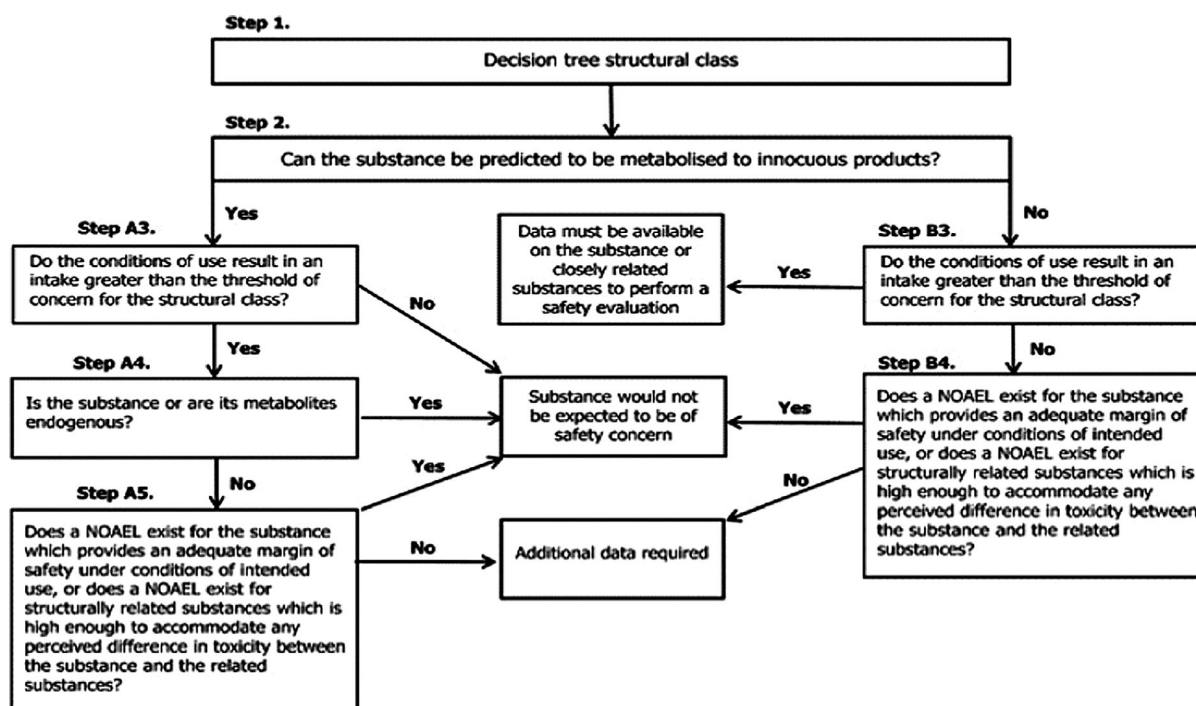 Step 1.
Decision tree structural class
Step 2.
Can the substance be predicted to be metabolised to innocuous products?
Yes
No
Step A3.
Do the conditions of use result in an
intake greater than the threshold of
concern for the structural class?
Data must be available
on the substance or
closely related
substances to perform a
safety evaluation
Yes
Step B3.
Do the conditions of use result in an
intake greater than the threshold of
concern for the structural class?
No
Yes
No
Step A4.
Is the substance or are its metabolites
endogenous?
Yes
Substance would not
be expected to be of
safety concern
Yes
Step B4.
Does a NOAEL exist for the substance
which provides an adequate margin of
safety under conditions of intended
use, or does a NOAEL exist for
structurally related substances which is
high enough to accommodate any
perceived difference in toxicity between
the substance and the related
substances?
No
Yes
No
Step A5.
Does a NOAEL exist for the substance
which provides an adequate margin of
safety under conditions of intended
use, or does a NOAEL exist for
structurally related substances which is
high enough to accommodate any
perceived difference in toxicity between
the substance and the related
substances?
No
Additional data required